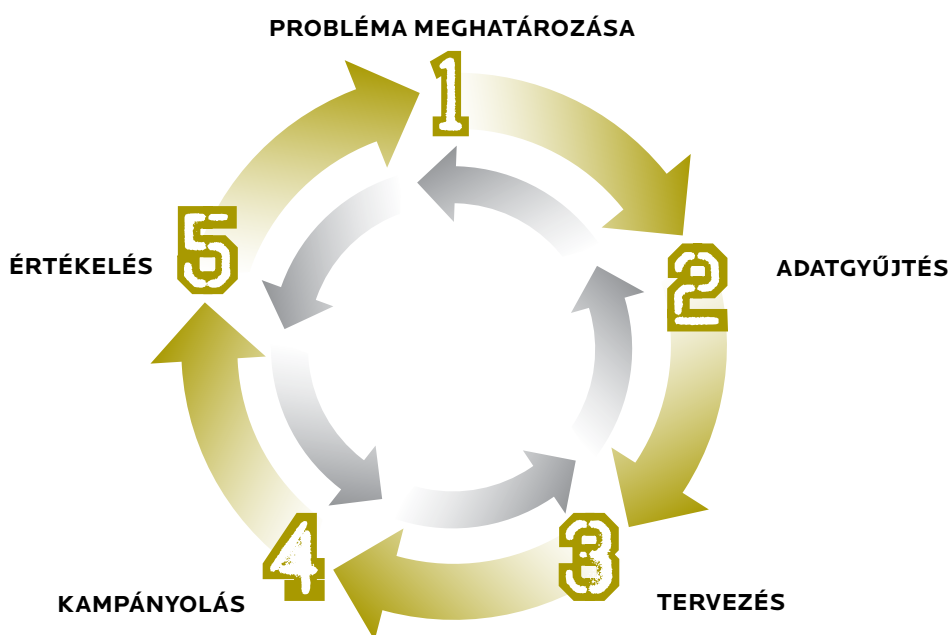 PROBLÉMA MEGHATÁROZÁSA
1
2
ADATGYŰJTÉS
3
TERVEZÉS
4
KAMPÁNYOLÁS
5
ÉRTÉKELÉS